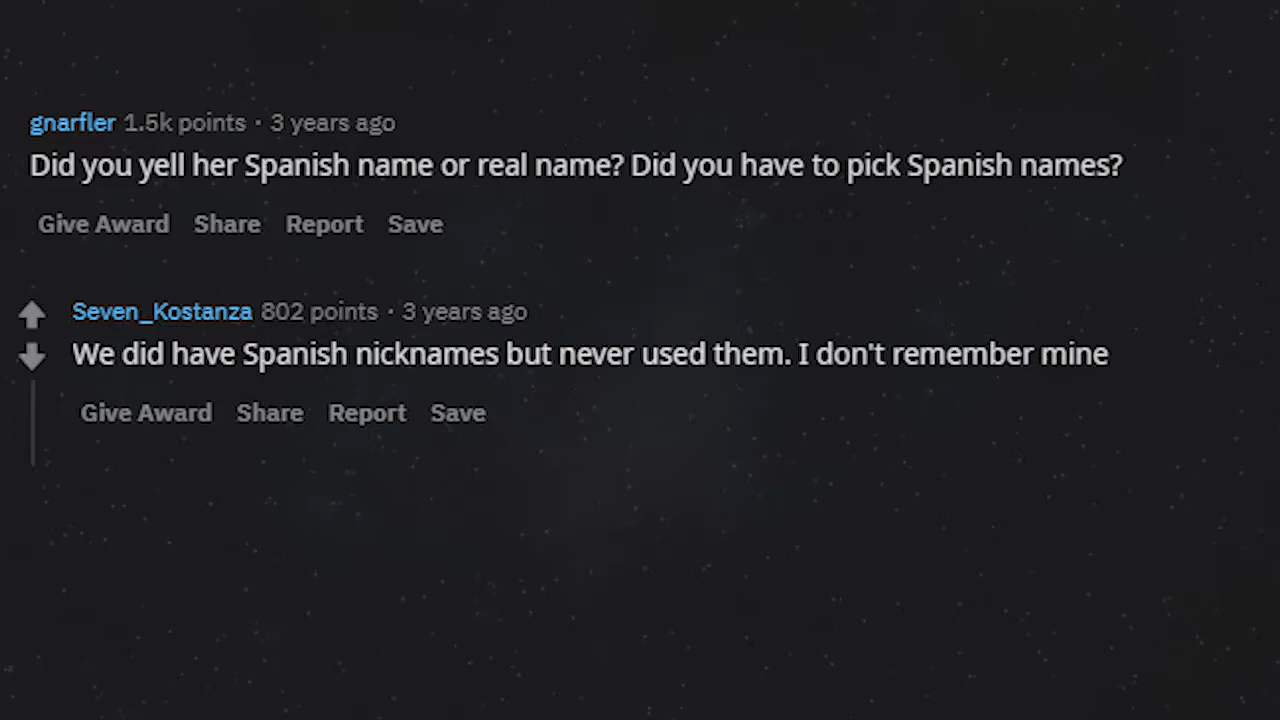 gnarfler 1.5k points · 3 years ago
Did you yell her Spanish name or real name? Did you have to pick Spanish names?
Give Award Share Report Save
Seven_Kostanza 802 points · 3 years ago
We did have Spanish nicknames but never used them. I don't remember mine
Give Award Share Report Save